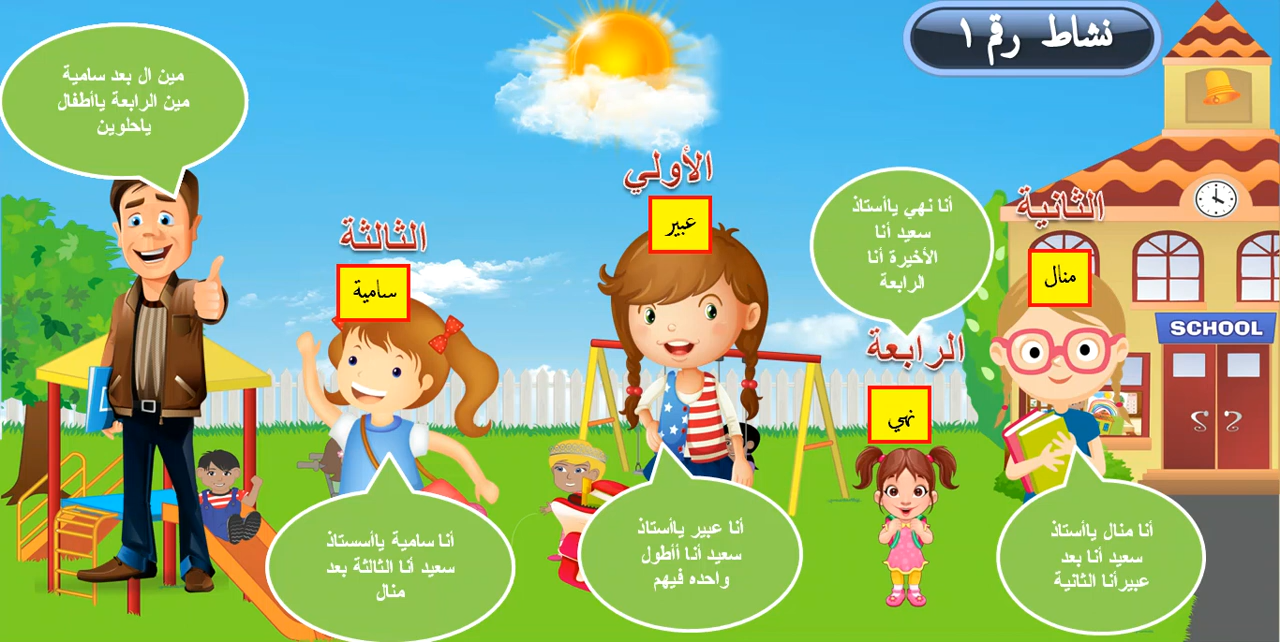 نشاط رقم ١
مين ال بعد سامية
مين الرابعة ياأطفال
ياحلوين
الأولي
عبير
الثانية
منال
الثالثة
سامية
أنا نهي ياأستاذ
سعيد أنا
الأخيرة أنا
الرابعة
الرابعة
نهي
SCHOOL
أنا منال ياأستاذ
سعيد أنا بعد
عبيرأنا الثانية
أنا عبير ياأستاذ
سعيد أنا أأطول
واحده فيهم
أنا سامية ياأسستاذ
سعيد أنا الثالثة بعد
منال